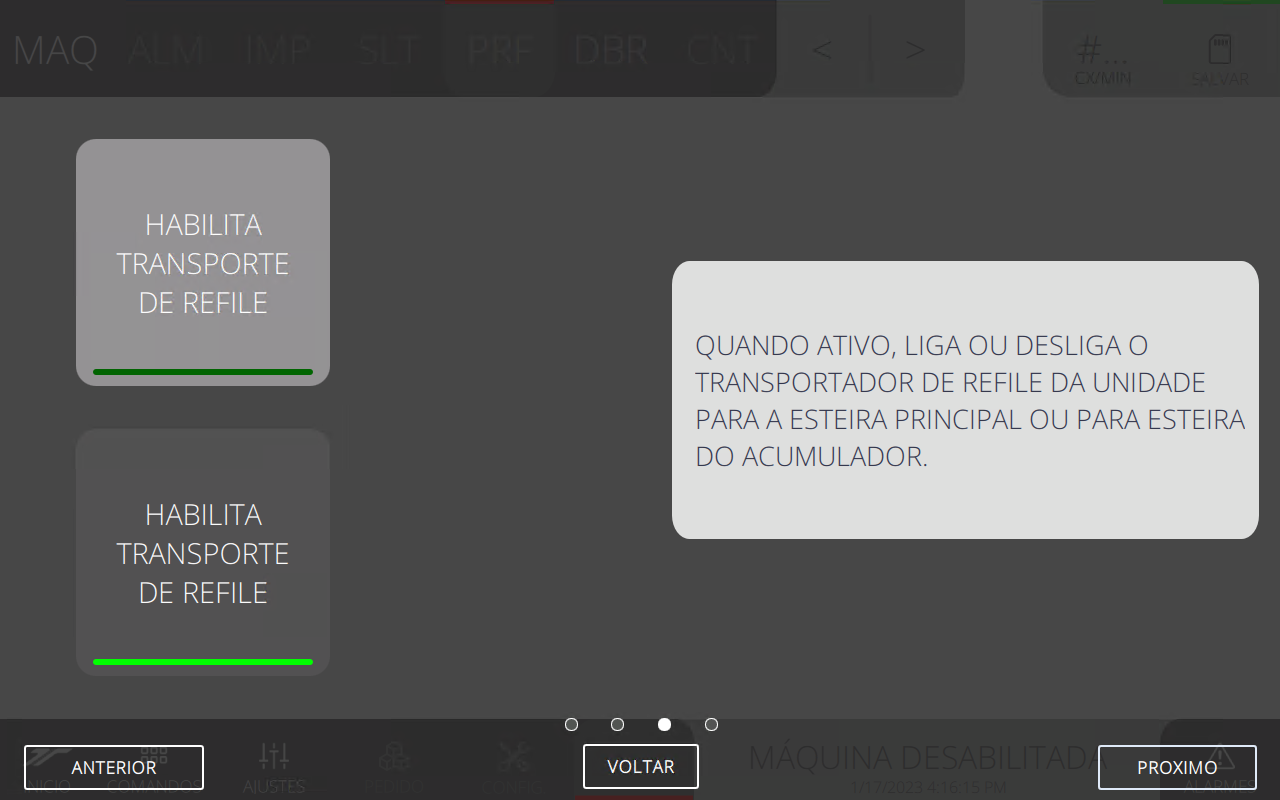 MAQ ALM IMP SLT PRF DBR CNT < > #...
CX/MIN SALVAR
HABILITA
TRANSPORTE
DE REFILE
QUANDO ATIVO, LIGA OU DESLIGA O
TRANSPORTADOR DE REFILE DA UNIDADE
PARA A ESTEIRA PRINCIPAL OU PARA ESTEIRA
DO ACUMULADOR.
HABILITA
TRANSPORTE
DE REFILE
MÁQUINA DESABILITADA
ANTERIOR VOLTAR PROXIMO
INICIO COMANDOS AJUSTES PEDIDO CONFIG 1/17/2023 4:16:15 PM ALARMES